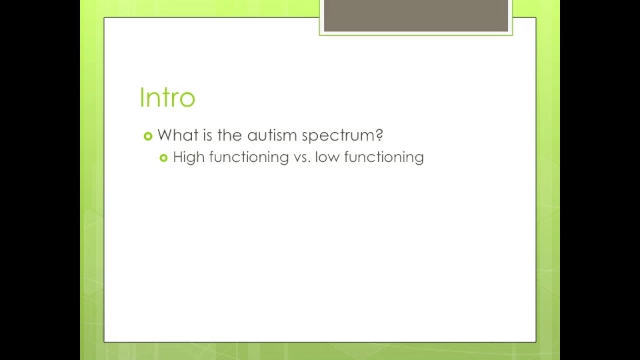 Intro
What is the autism spectrum?
High functioning vs. low functioning